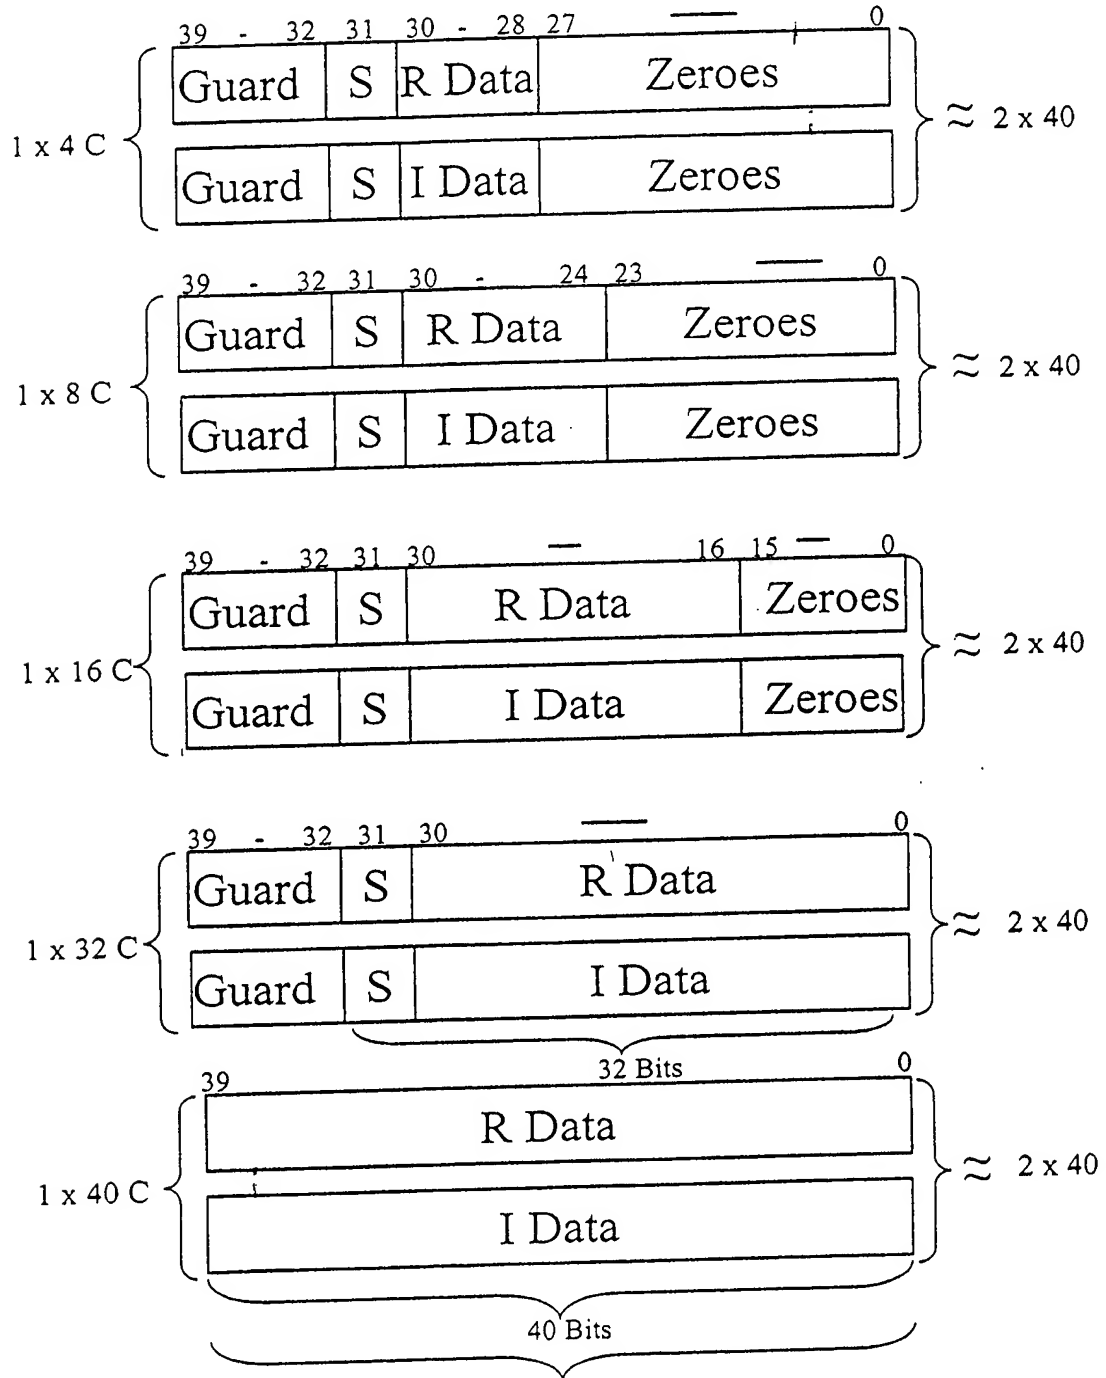 39 - 32 31 30 - 28 27 — 0
Guard S R Data Zeroes
1 x 4 C ≈ 2 x 40
Guard S I Data Zeroes
39 - 32 31 30 - 24 23 — 0
Guard S R Data Zeroes
1 x 8 C ≈ 2 x 40
Guard S I Data Zeroes
39 - 32 31 30 — 16 15 — 0
Guard S R Data Zeroes
1 x 16 C ≈ 2 x 40
Guard S I Data Zeroes
39 - 32 31 30 — 0
Guard S R Data
1 x 32 C ≈ 2 x 40
Guard S I Data
32 Bits
39 0
R Data
1 x 40 C ≈ 2 x 40
I Data
40 Bits